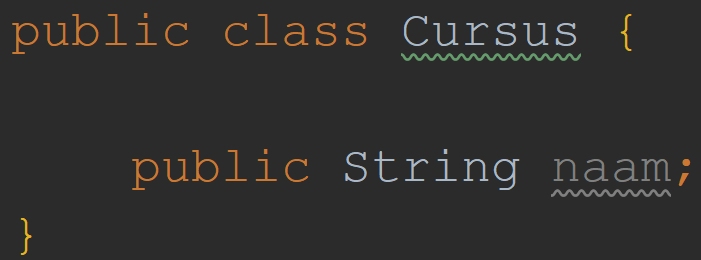 public class Cursus {
public String naam;
}